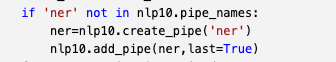 if 'ner' not in nlp10.pipe_names:
    ner=nlp10.create_pipe('ner')
    nlp10.add_pipe(ner,last=True)